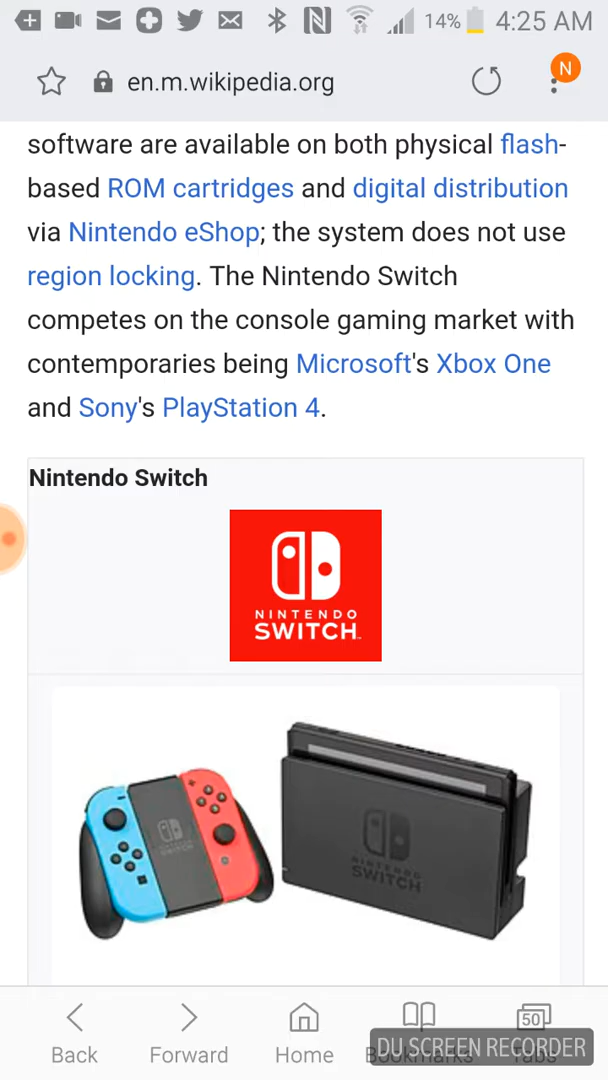 14% 4:25 AM
en.m.wikipedia.org
N
software are available on both physical flash-
based ROM cartridges and digital distribution
via Nintendo eShop; the system does not use
region locking. The Nintendo Switch
competes on the console gaming market with
contemporaries being Microsoft's Xbox One
and Sony's PlayStation 4.
Nintendo Switch
NINTENDO
SWITCH
NINTENDO
SWITCH
SWITCH
50
Back Forward Home Bookmarks Tabs
DU SCREEN RECORDER